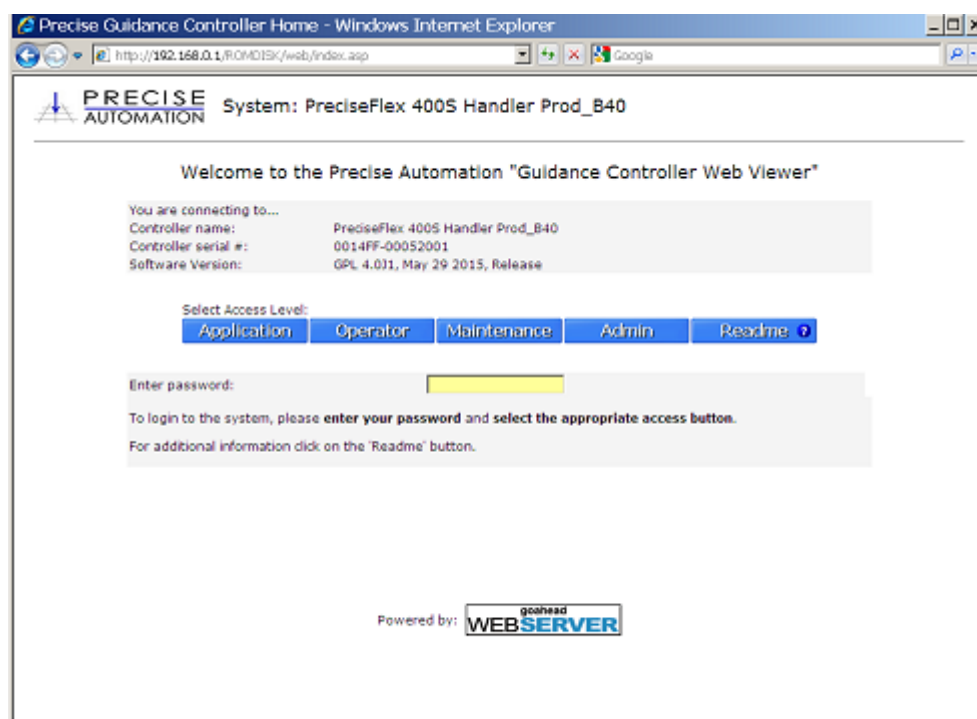 Precise Guidance Controller Home - Windows Internet Explorer
http://192.168.0.1/ROMDISK/web/index.asp
Google
PRECISE
AUTOMATION
System: PreciseFlex 400S Handler Prod_B40
Welcome to the Precise Automation "Guidance Controller Web Viewer"
You are connecting to...
Controller name: PreciseFlex 400S Handler Prod_B40
Controller serial #: 0014FF-00052001
Software Version: GPL 4.0J1, May 29 2015, Release
Select Access Level:
Application Operator Maintenance Admin Readme ?
Enter password:
To login to the system, please enter your password and select the appropriate access button.
For additional information click on the 'Readme' button.
Powered by:
goahead
WEBSERVER